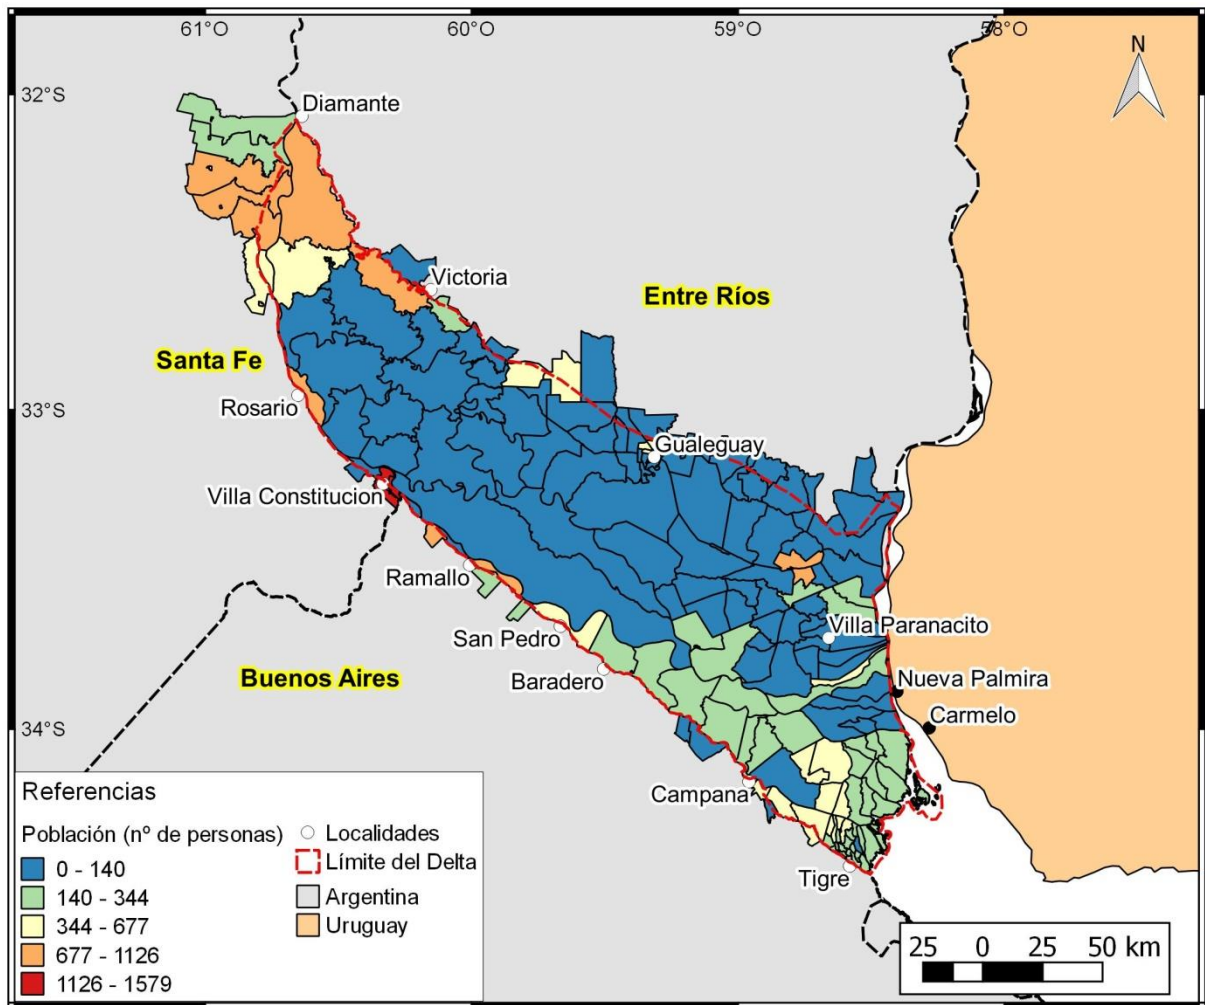 61°O
60°O
59°O
58°O
N
32°S
Diamante
Victoria
Entre Ríos
Santa Fe
33°S
Rosario
Gualeguay
Villa Constitucion
Ramallo
San Pedro
Villa Paranacito
Baradero
Buenos Aires
Nueva Palmira
Carmelo
34°S
Campana
Tigre
Referencias
Población (nº de personas)
0 - 140
140 - 344
344 - 677
677 - 1126
1126 - 1579
Localidades
Límite del Delta
Argentina
Uruguay
25 0 25 50 km